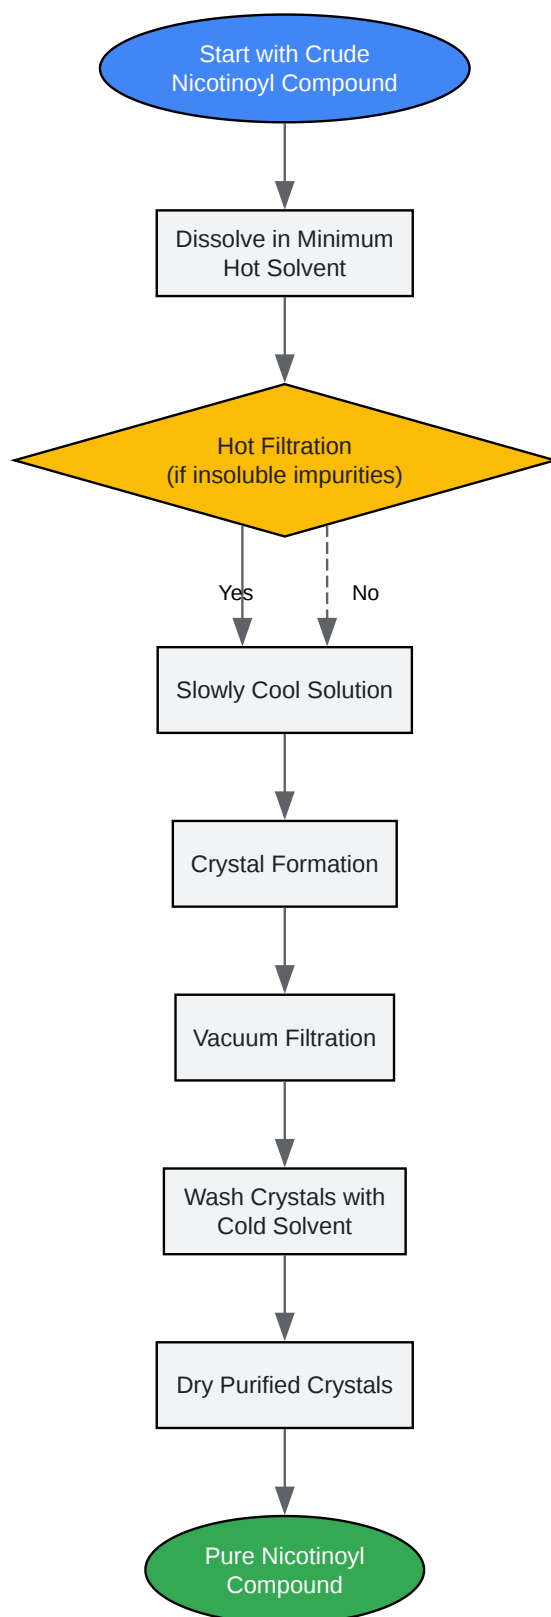 Start with Crude
Nicotinoyl Compound
Dissolve in Minimum
Hot Solvent
Hot Filtration
(if insoluble impurities)
Yes
No
Slowly Cool Solution
Crystal Formation
Vacuum Filtration
Wash Crystals with
Cold Solvent
Dry Purified Crystals
Pure Nicotinoyl
Compound